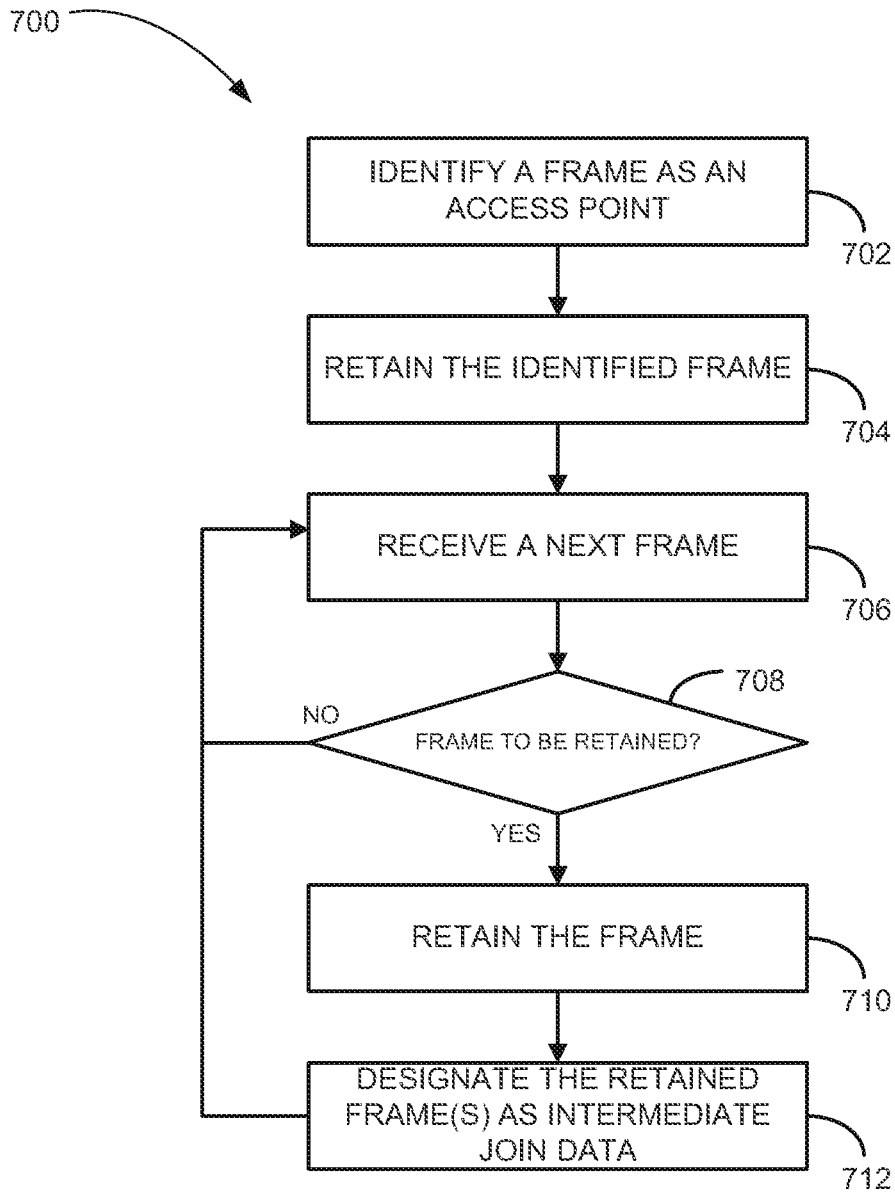 700
IDENTIFY A FRAME AS AN
ACCESS POINT
702
RETAIN THE IDENTIFIED FRAME
704
RECEIVE A NEXT FRAME
706
708
NO
FRAME TO BE RETAINED?
YES
RETAIN THE FRAME
710
DESIGNATE THE RETAINED
FRAME(S) AS INTERMEDIATE
JOIN DATA
712